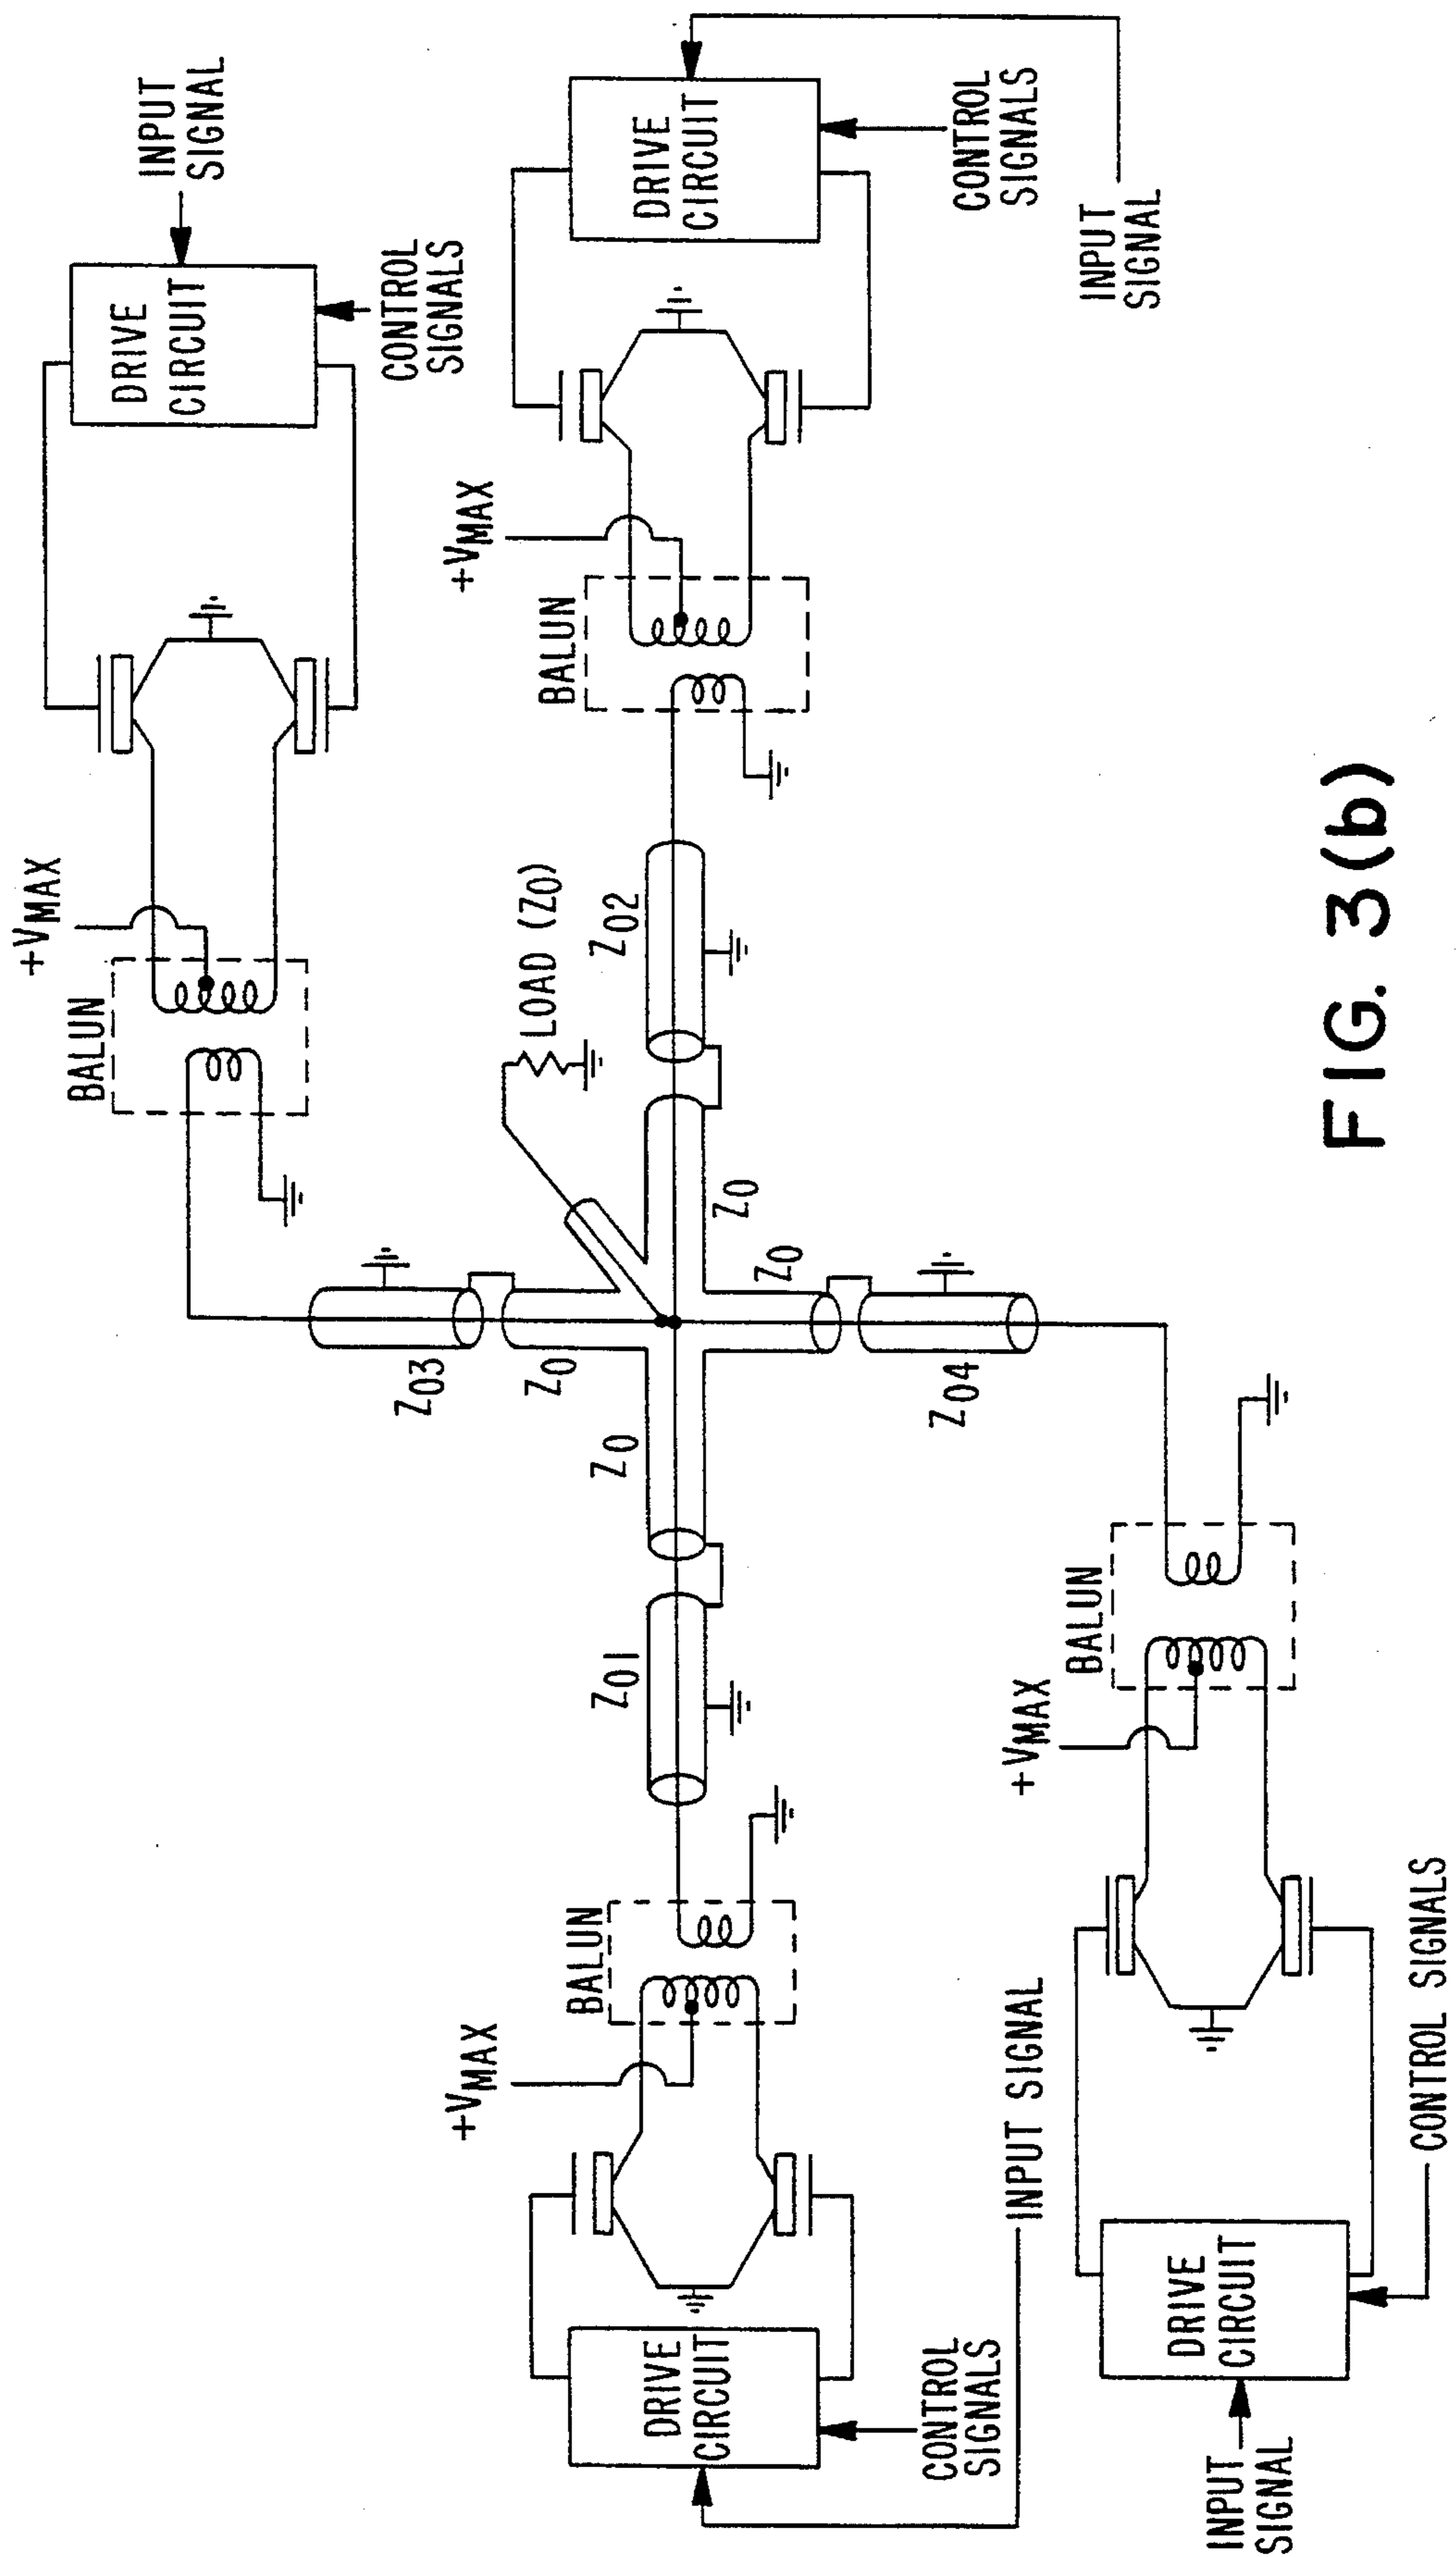 INPUT
SIGNAL
DRIVE
CIRCUIT
CONTROL
SIGNALS
+VMAX
BALUN
DRIVE
CIRCUIT
CONTROL
SIGNALS
INPUT
SIGNAL
+VMAX
BALUN
LOAD (Z0)
Z02
Z0
Z03
Z0
Z0
Z04
Z0
Z01
BALUN
+VMAX
DRIVE
CIRCUIT
CONTROL
SIGNALS
INPUT SIGNAL
BALUN
+VMAX
DRIVE
CIRCUIT
INPUT
SIGNAL
CONTROL SIGNALS
FIG. 3(b)